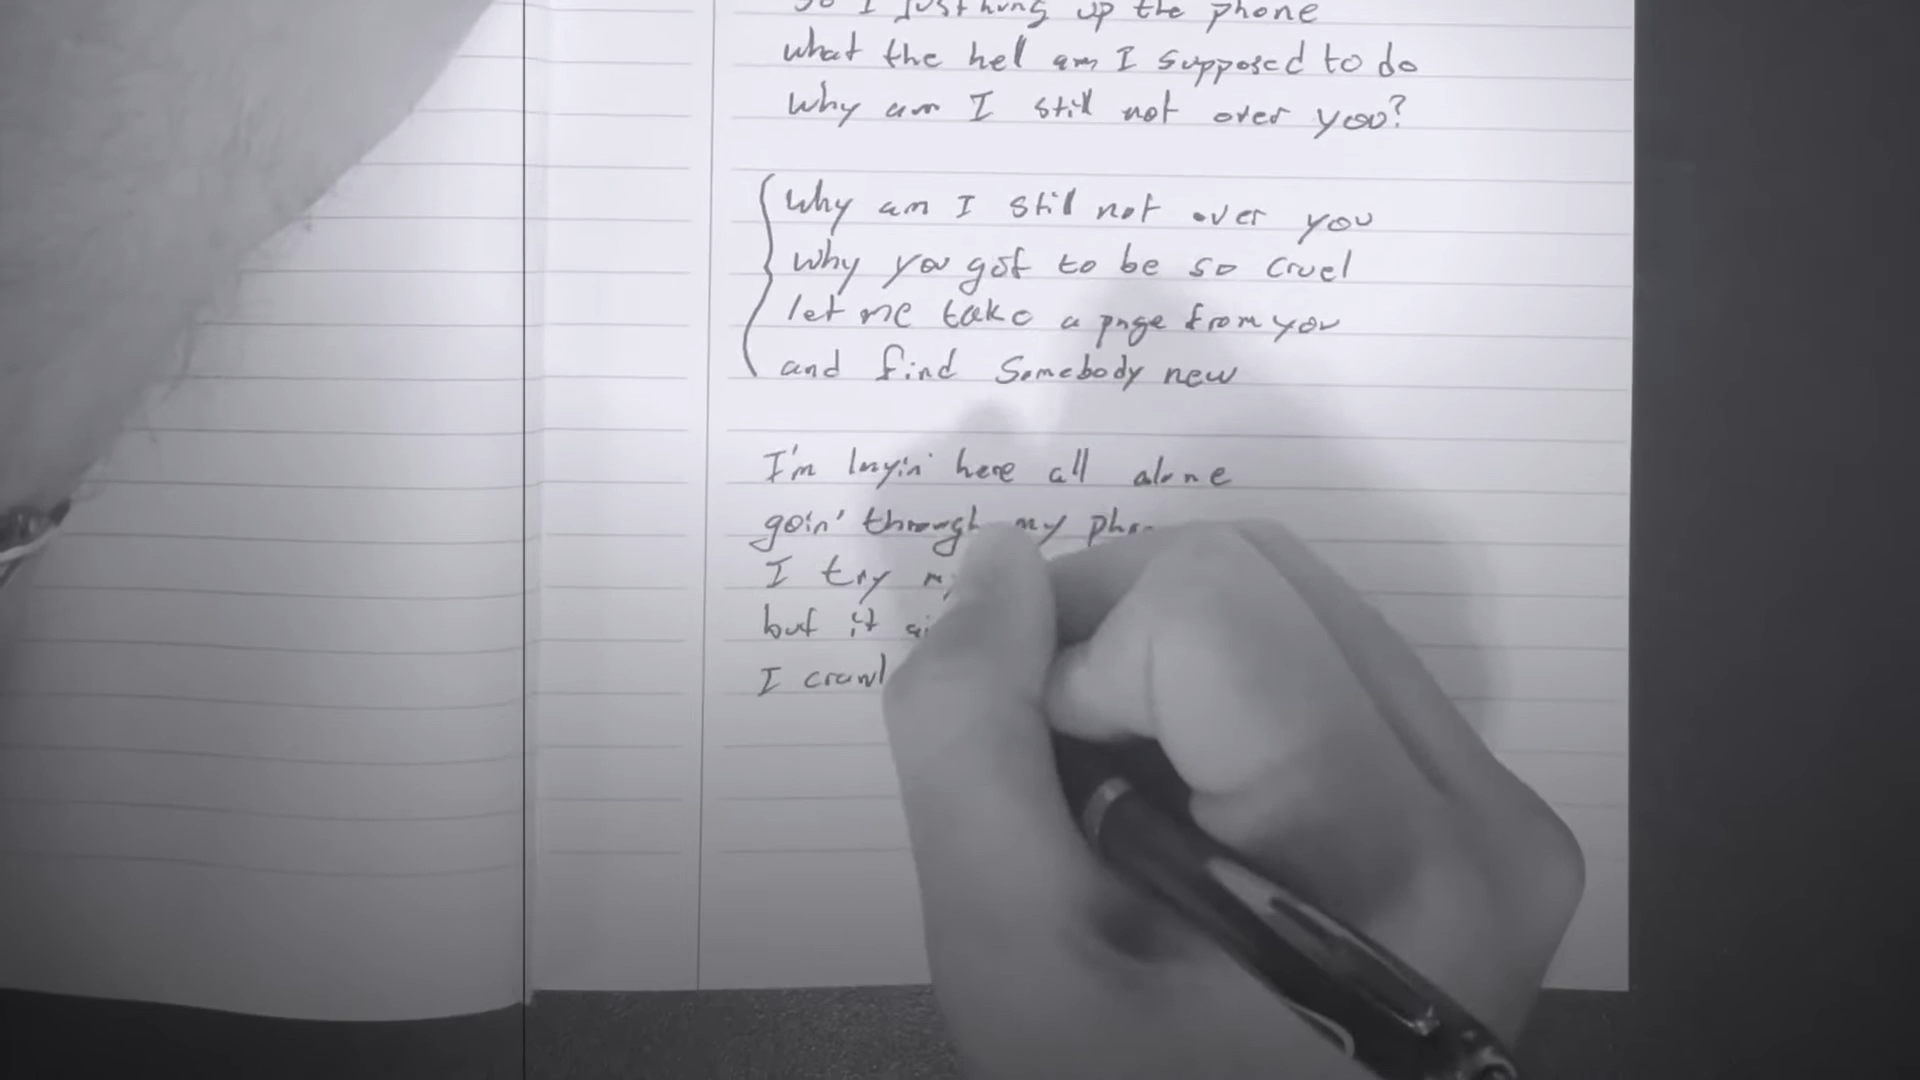 So I just hung up the phone
what the hell am I supposed to do
why am I still not over you?
why am I still not over you
why you got to be so cruel
let me take a page from you
and find Somebody new
I'm layin' here all alone
goin' through my
I try
but it
I crawl